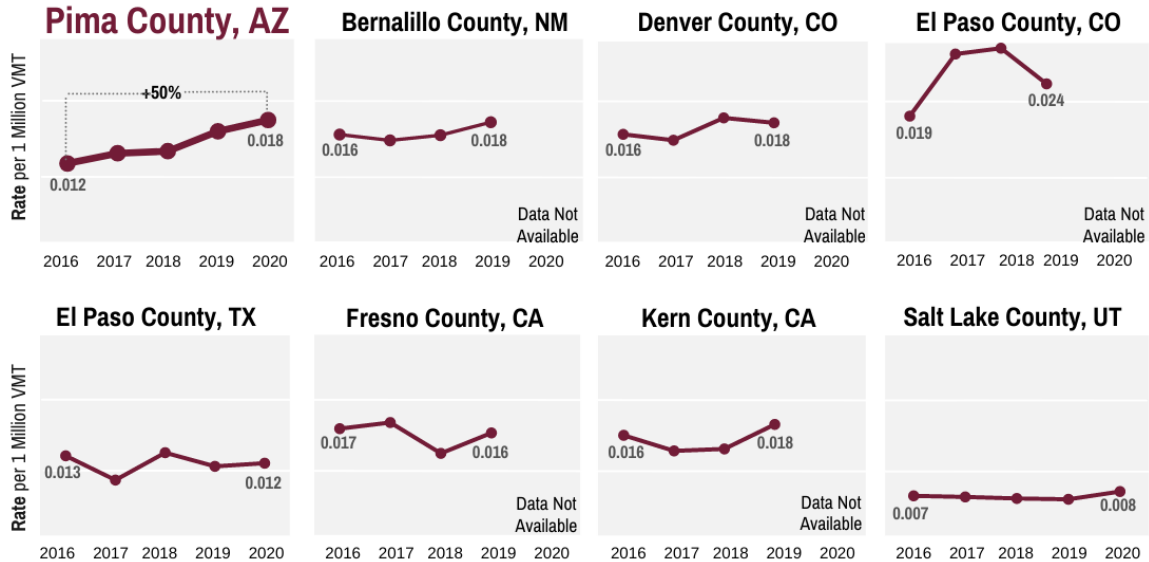 Pima County, AZ
Rate per 1 Million VMT
+50%
0.012
0.018
2016 2017 2018 2019 2020
Bernalillo County, NM
0.016
0.018
Data Not
Available
2016 2017 2018 2019 2020
Denver County, CO
0.016
0.018
Data Not
Available
2016 2017 2018 2019 2020
El Paso County, CO
0.019
0.024
Data Not
Available
2016 2017 2018 2019 2020
El Paso County, TX
Rate per 1 Million VMT
0.013
0.012
2016 2017 2018 2019 2020
Fresno County, CA
0.017
0.016
Data Not
Available
2016 2017 2018 2019 2020
Kern County, CA
0.016
0.018
Data Not
Available
2016 2017 2018 2019 2020
Salt Lake County, UT
0.007
0.008
2016 2017 2018 2019 2020